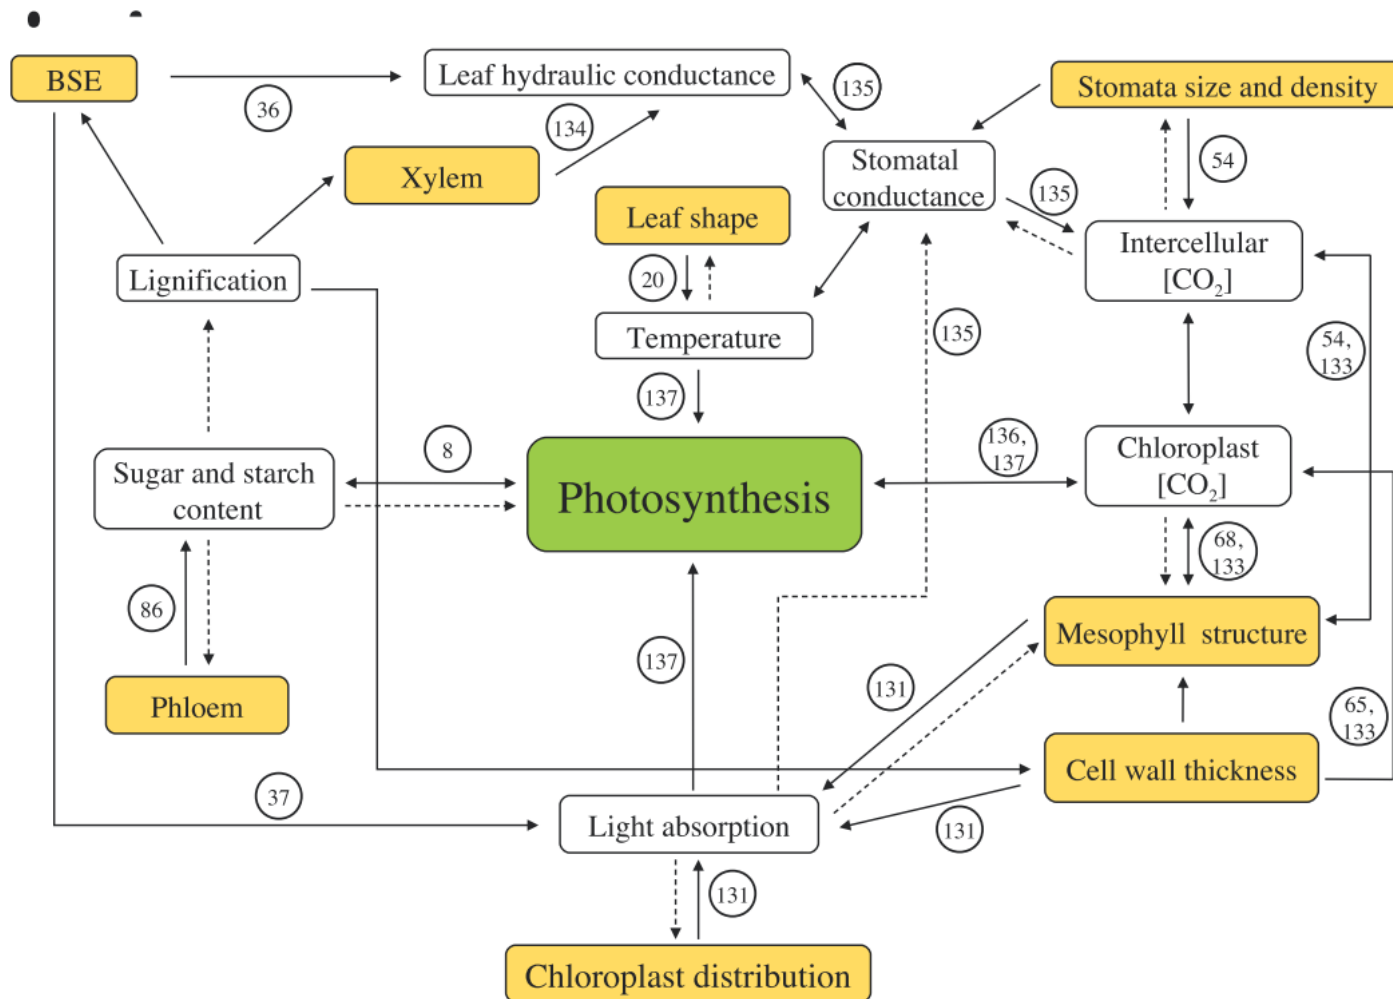 BSE
Leaf hydraulic conductance
Stomata size and density
36
134
135
54
Xylem
Stomatal
conductance
135
Leaf shape
Intercellular
[CO₂]
Lignification
20
Temperature
135
54,
133
137
8
136,
137
Chloroplast
[CO₂]
Sugar and starch
content
Photosynthesis
68,
133
86
Mesophyll structure
137
131
65,
133
Phloem
Cell wall thickness
37
Light absorption
131
131
Chloroplast distribution